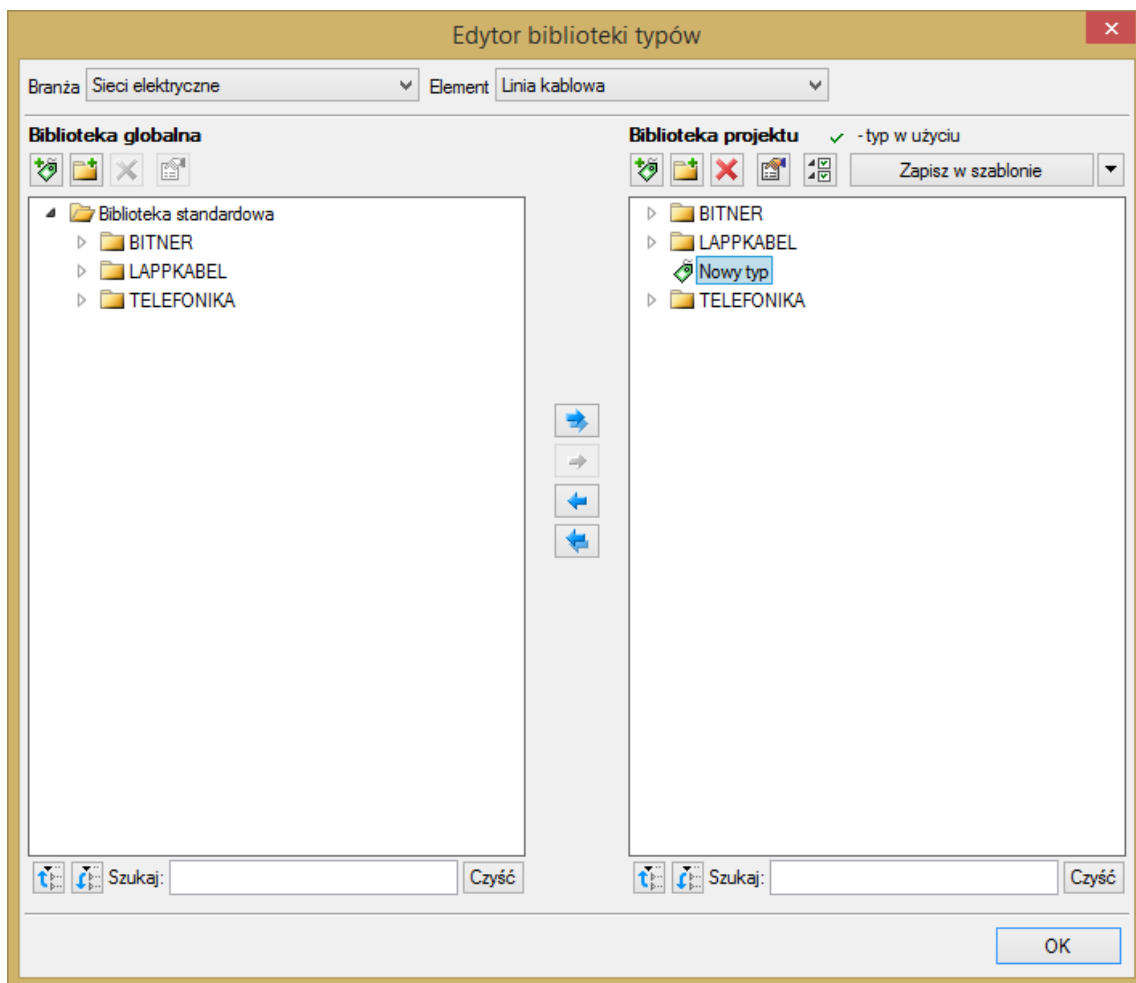 Edytor biblioteki typów
Branża Sieci elektryczne Element Linia kablowa
Biblioteka globalna
Biblioteka standardowa
BITNER
LAPPKABEL
TELEFONIKA
Szukaj: Czyść
Biblioteka projektu - typ w użyciu
Zapisz w szablonie
BITNER
LAPPKABEL
Nowy typ
TELEFONIKA
Szukaj: Czyść
OK